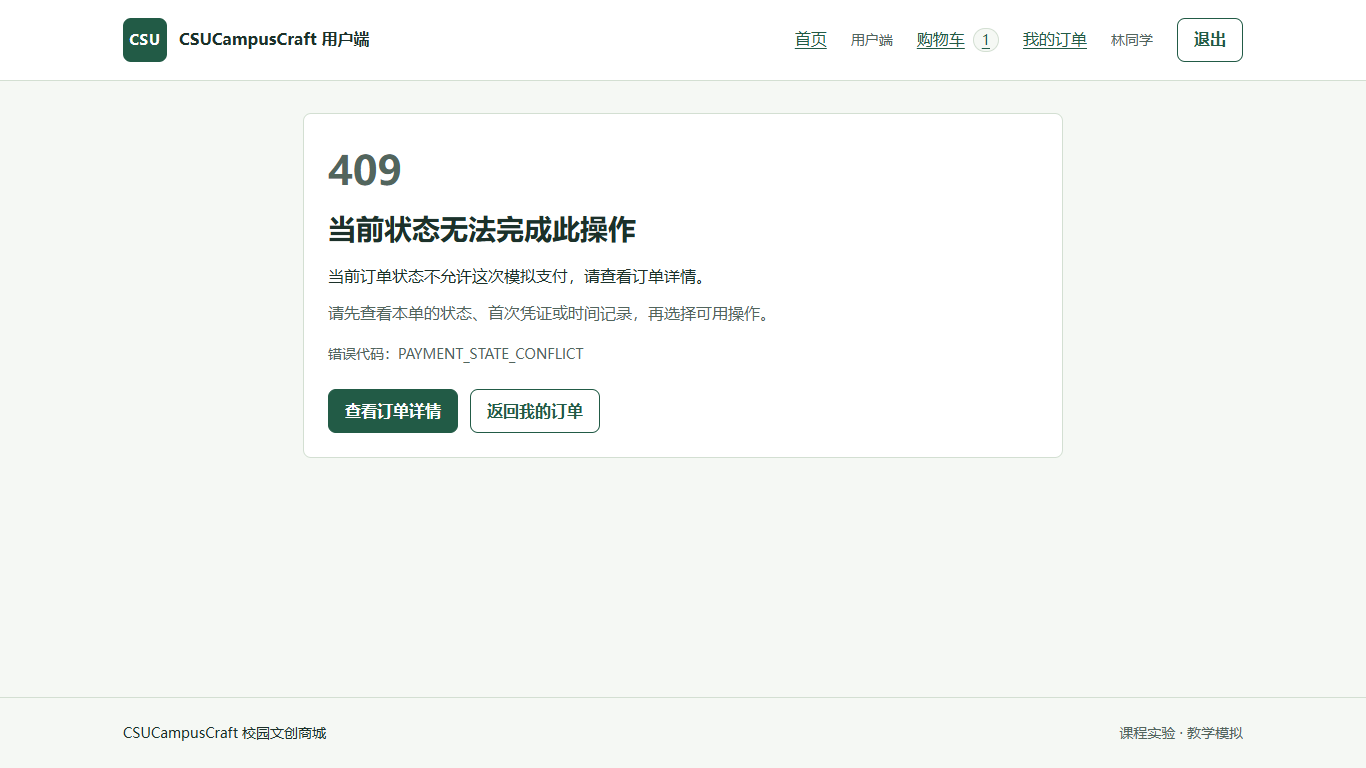 CSU CSUCampusCraft 用户端 首页 用户端 购物车 1 我的订单 林同学 退出
409
当前状态无法完成此操作
当前订单状态不允许这次模拟支付，请查看订单详情。
请先查看本单的状态、首次凭证或时间记录，再选择可用操作。
错误代码：PAYMENT_STATE_CONFLICT
查看订单详情 返回我的订单
CSUCampusCraft 校园文创商城 课程实验 · 教学模拟